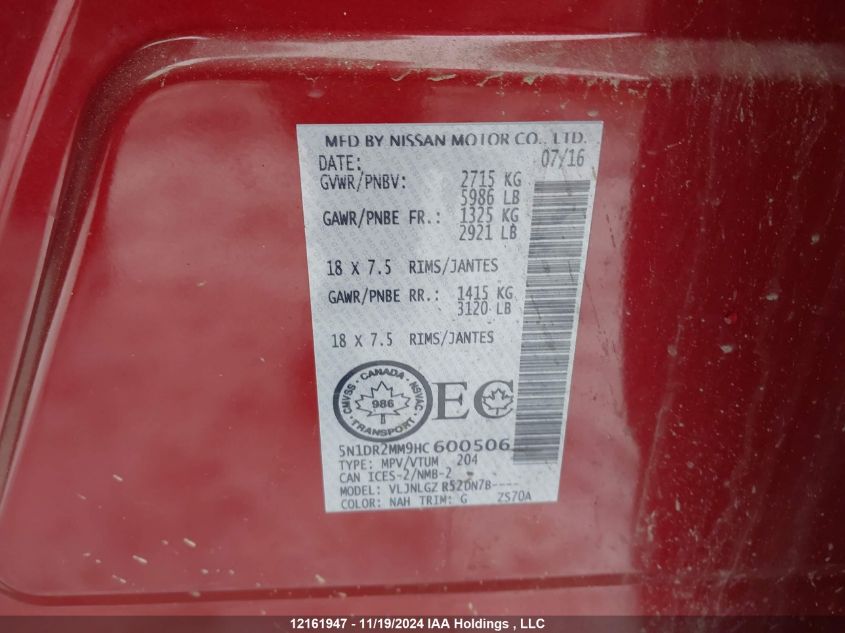 MFD BY NISSAN MOTOR CO., LTD.
DATE: 07/16
GVWR/PNBV: 2715 KG
5986 LB
GAWR/PNBE FR.: 1325 KG
2921 LB
18 X 7.5 RIMS/JANTES
GAWR/PNBE RR.: 1415 KG
3120 LB
18 X 7.5 RIMS/JANTES
CANADA
CMVSS 986 NSVAC
TRANSPORT
EC
5N1DR2MM9HC600506
TYPE: MPV/VTUM 204
CAN ICES-2/NMB-2
MODEL: VLJNLGZ R52DN7B----
COLOR: NAH TRIM: G ZS70A
12161947 - 11/19/2024 IAA Holdings , LLC